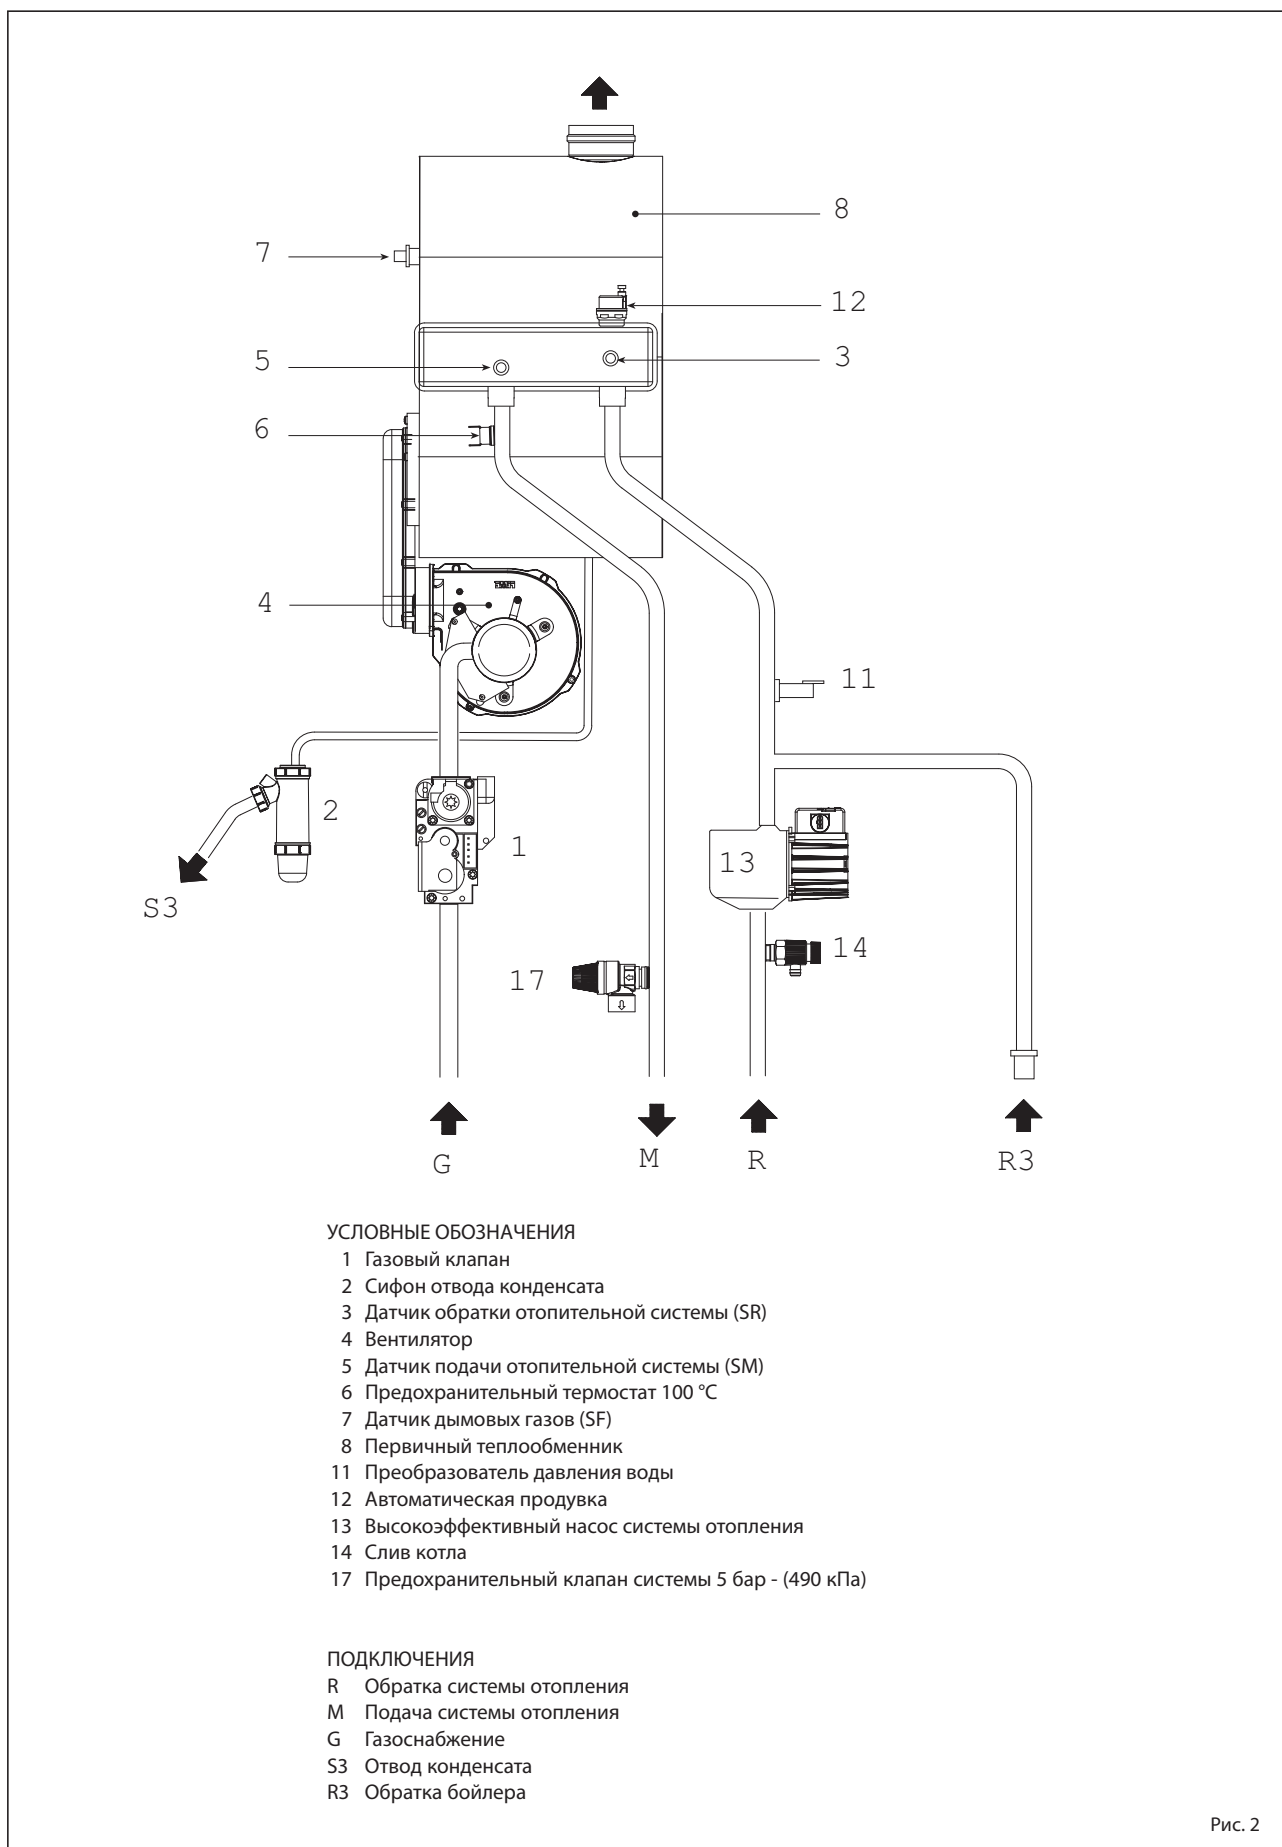 8
7
12
5
3
6
4
11
2
1
13
S3
14
17
G
M
R
R3
УСЛОВНЫЕ ОБОЗНАЧЕНИЯ
1 Газовый клапан
2 Сифон отвода конденсата
3 Датчик обратки отопительной системы (SR)
4 Вентилятор
5 Датчик подачи отопительной системы (SM)
6 Предохранительный термостат 100 °C
7 Датчик дымовых газов (SF)
8 Первичный теплообменник
11 Преобразователь давления воды
12 Автоматическая продувка
13 Высокоэффективный насос системы отопления
14 Слив котла
17 Предохранительный клапан системы 5 бар - (490 кПа)
ПОДКЛЮЧЕНИЯ
R Обратка системы отопления
M Подача системы отопления
G Газоснабжение
S3 Отвод конденсата
R3 Обратка бойлера
Рис. 2